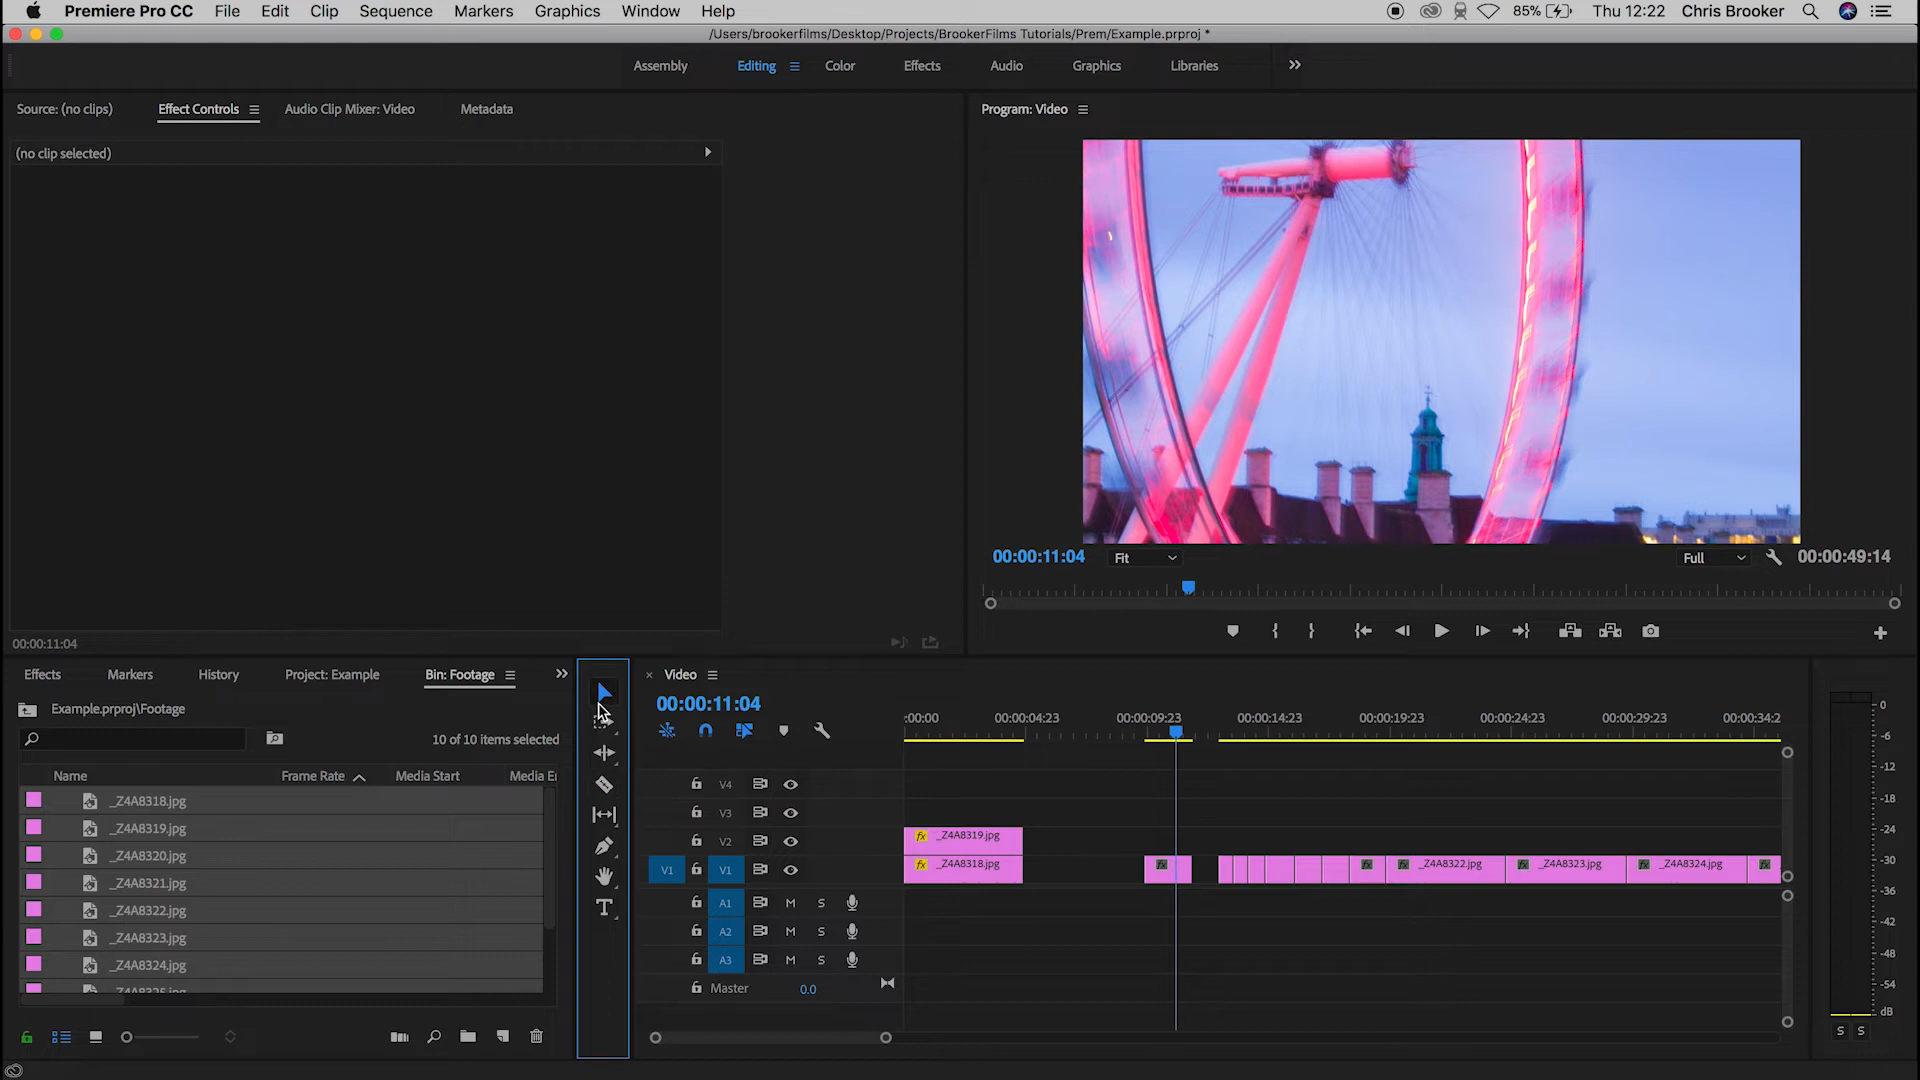 Premiere Pro CC File Edit Clip Sequence Markers Graphics Window Help 85% Thu 12:22 Chris Brooker
/Users/brookerfilms/Desktop/Projects/BrookerFilms Tutorials/Prem/Example.prproj *
Assembly Editing Color Effects Audio Graphics Libraries
Source: (no clips) Effect Controls Audio Clip Mixer: Video Metadata
Program: Video
(no clip selected)
00:00:11:04 Fit Full 00:00:49:14
00:00:11:04
Effects Markers History Project: Example Bin: Footage
Video
Example.prproj\Footage
00:00:11:04
10 of 10 items selected
:00:00 00:00:04:23 00:00:09:23 00:00:14:23 00:00:19:23 00:00:24:23 00:00:29:23 00:00:34:2
Name Frame Rate Media Start Media E
_Z4A8318.jpg
_Z4A8319.jpg
_Z4A8320.jpg
_Z4A8321.jpg
_Z4A8322.jpg
_Z4A8323.jpg
_Z4A8324.jpg
T
V4
V3
V2 fx _Z4A8319.jpg
V1 V1 fx _Z4A8318.jpg fx fx fx _Z4A8322.jpg fx _Z4A8323.jpg fx _Z4A8324.jpg fx
A1 M S
A2 M S
A3 M S
Master 0.0
0
-6
-12
-18
-24
-30
-36
-42
-48
-54
dB
S S